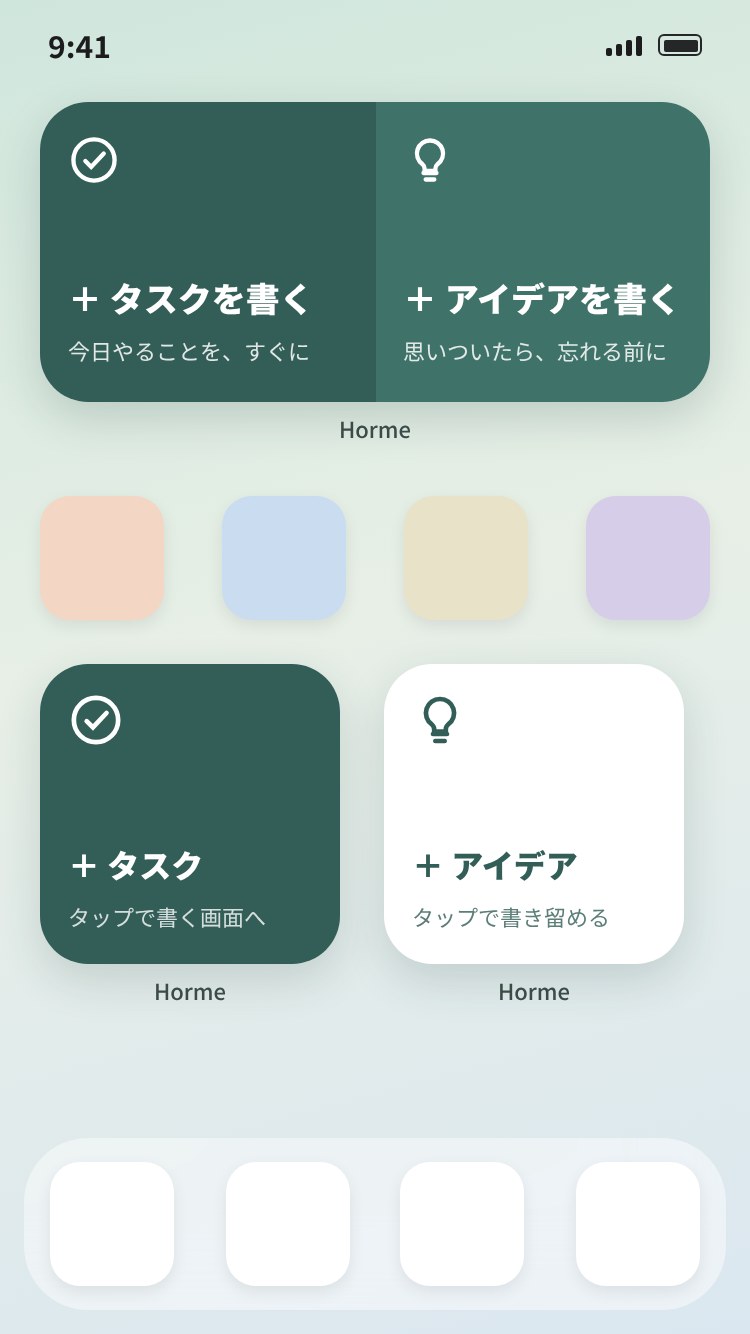 9:41
+ タスクを書く
今日やることを、すぐに
+ アイデアを書く
思いついたら、忘れる前に
Horme
+ タスク
タップで書く画面へ
Horme
+ アイデア
タップで書き留める
Horme